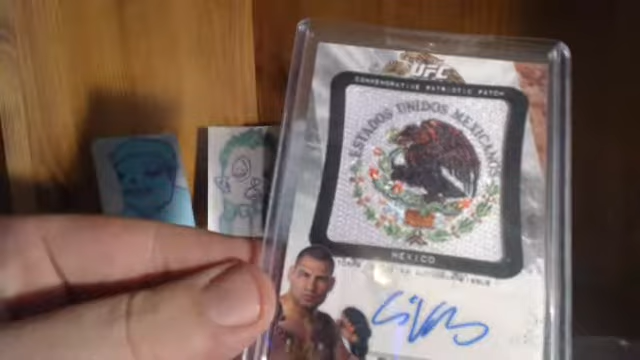 UFC
COMMEMORATIVE PATRIOTIC PATCH
ESTADOS UNIDOS MEXICANOS
MEXICO